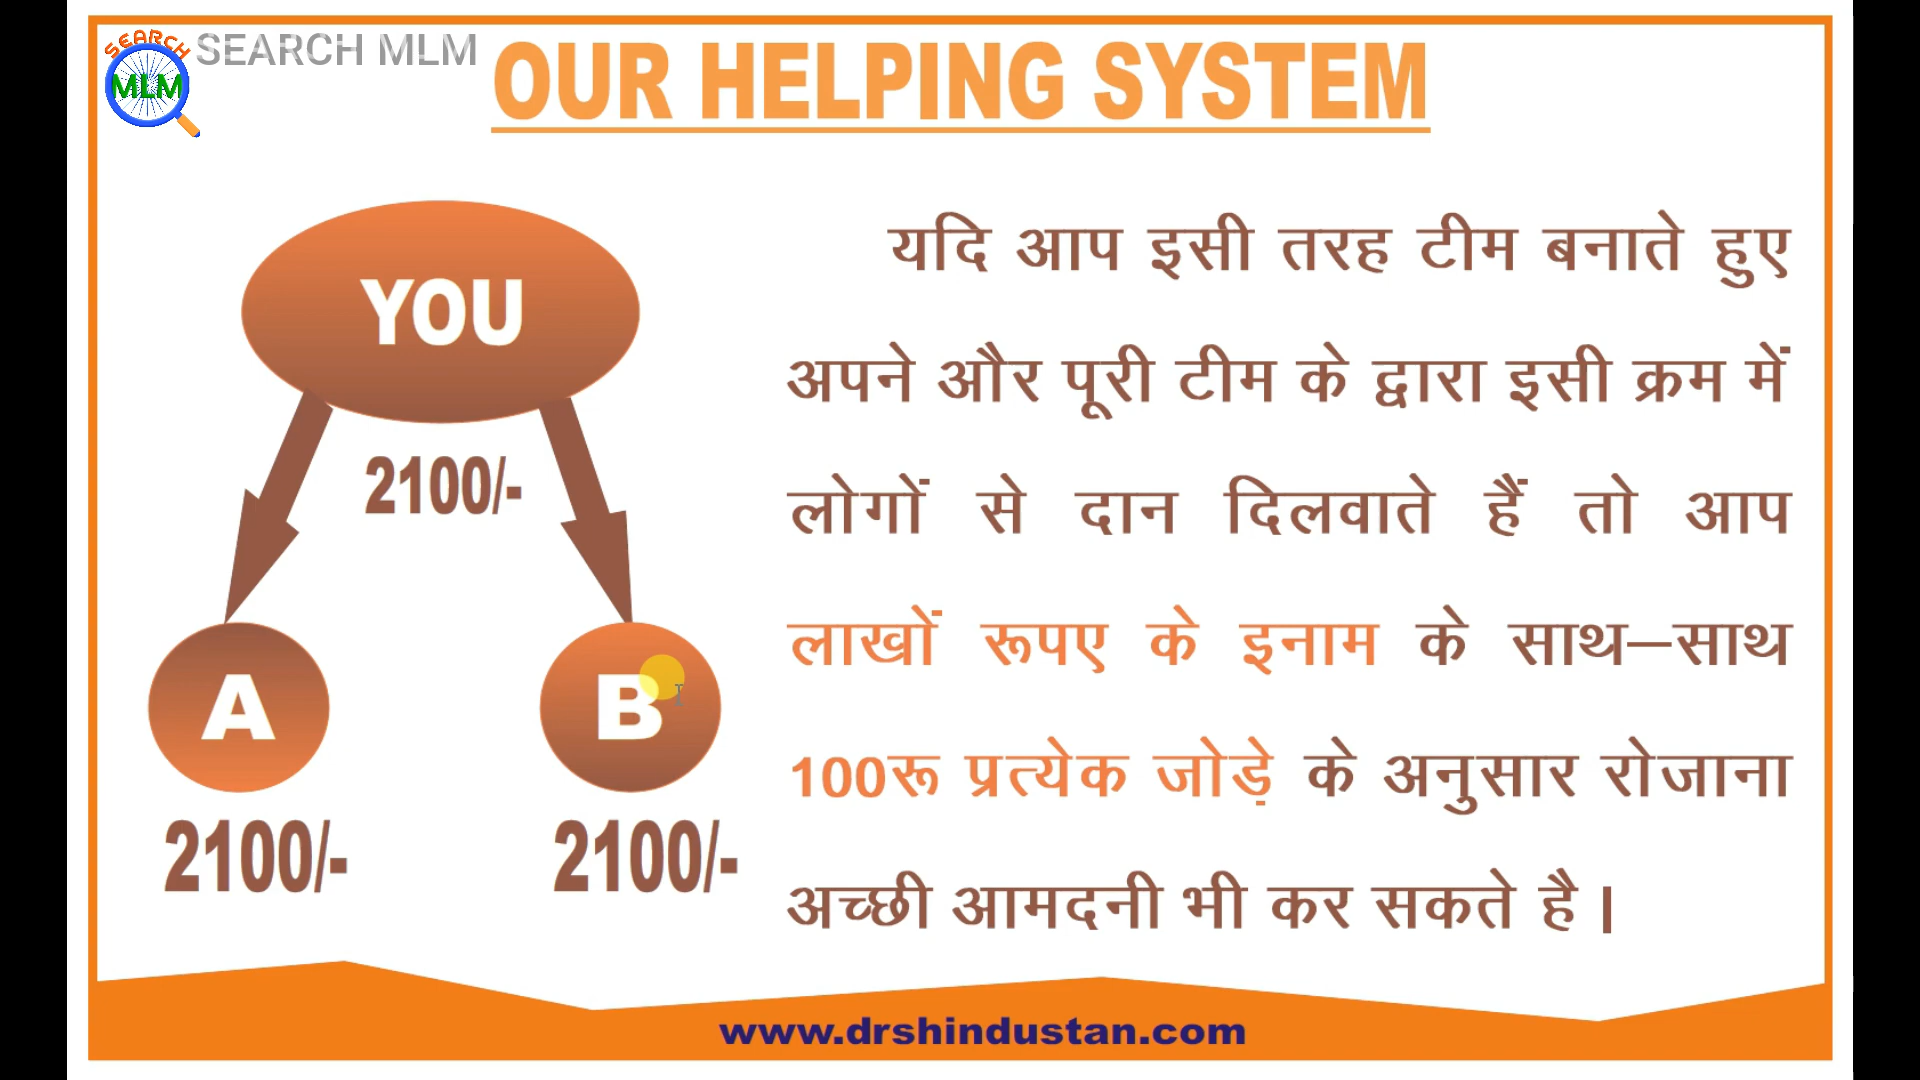 SEARCH MLM
SEARCH
MLM
OUR HELPING SYSTEM
YOU
2100/-
A
B
2100/-
2100/-
यदि आप इसी तरह टीम बनाते हुए
अपने और पूरी टीम के द्वारा इसी क्रम में
लोगों से दान दिलवाते हैं तो आप
लाखों रूपए के इनाम के साथ–साथ
100रू प्रत्येक जोड़े के अनुसार रोजाना
अच्छी आमदनी भी कर सकते है।
www.drshindustan.com